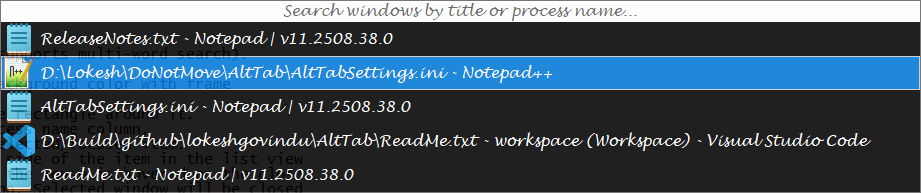 Search windows by title or process name...
ReleaseNotes.txt - Notepad | v11.2508.38.0
D:\Lokesh\DoNotMove\AltTab\AltTabSettings.ini - Notepad++
AltTabSettings.ini - Notepad | v11.2508.38.0
D:\Build\github\lokeshgovindu\AltTab\ReadMe.txt - workspace (Workspace) - Visual Studio Code
ReadMe.txt - Notepad | v11.2508.38.0